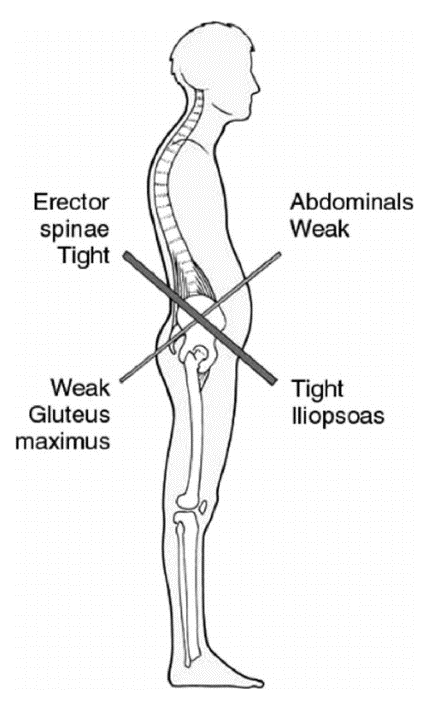 Erector
spinae
Tight
Abdominals
Weak
Weak
Gluteus
maximus
Tight
Iliopsoas